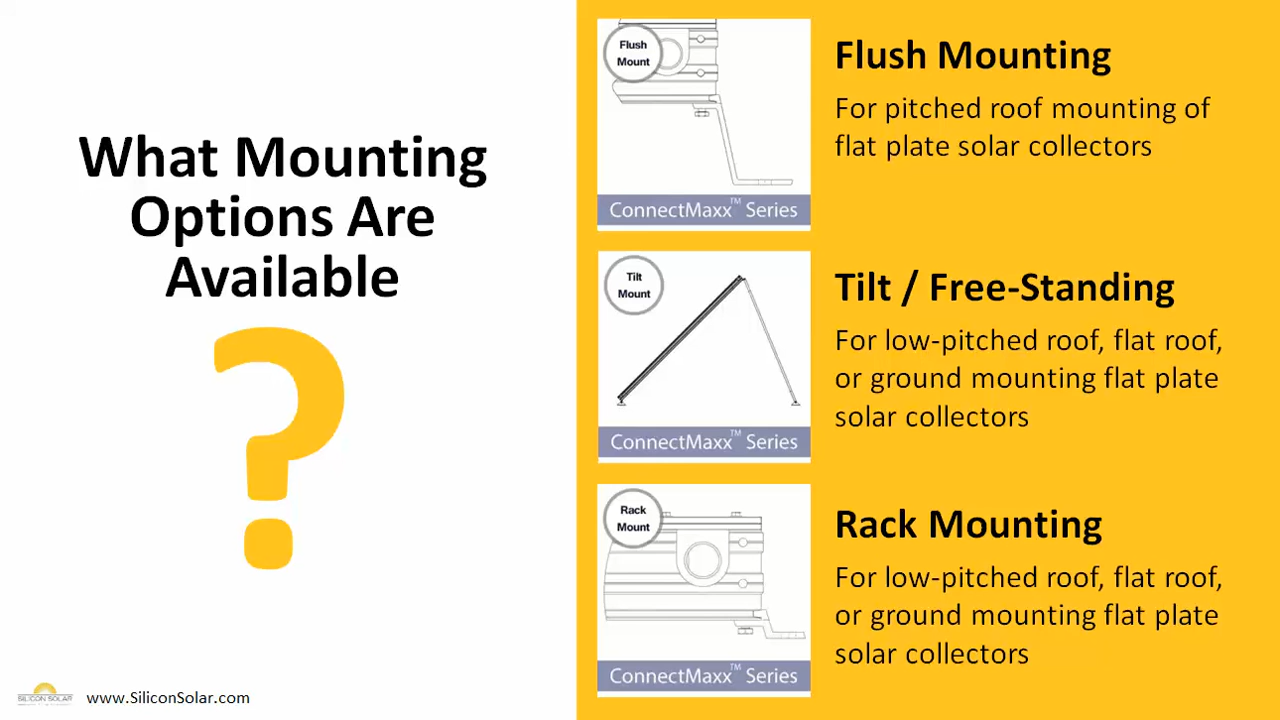 What Mounting
Options Are
Available
?
Flush
Mount
ConnectMaxx™ Series
Flush Mounting
For pitched roof mounting of
flat plate solar collectors
Tilt
Mount
ConnectMaxx™ Series
Tilt / Free-Standing
For low-pitched roof, flat roof,
or ground mounting flat plate
solar collectors
Rack
Mount
ConnectMaxx™ Series
Rack Mounting
For low-pitched roof, flat roof,
or ground mounting flat plate
solar collectors
SILICON SOLAR
www.SiliconSolar.com